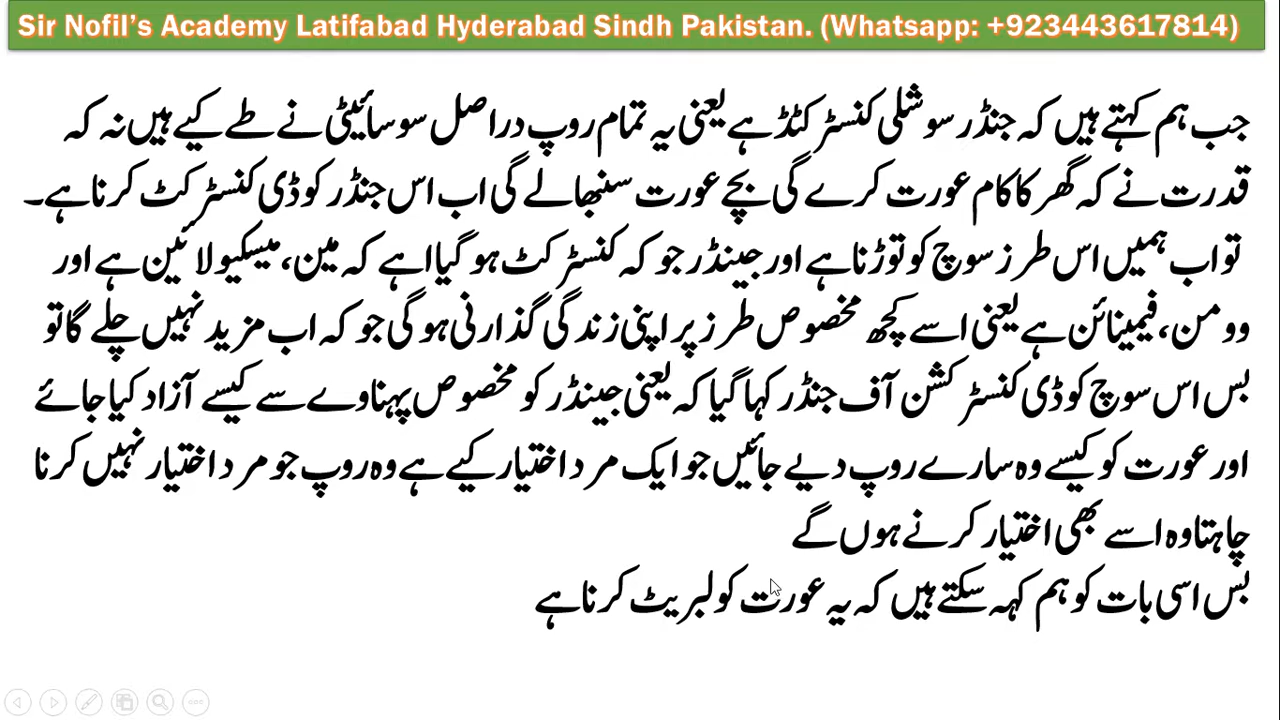 Sir Nofil’s Academy Latifabad Hyderabad Sindh Pakistan. (Whatsapp: +923443617814)
جب ہم کہتے ہیں کہ جنڈر سوشلی کنسٹرکٹڈ ہے یعنی یہ تمام روپ دراصل سوسائیٹی نے طے کیے ہیں نہ کہ
قدرت نے کہ گھر کا کام عورت کرے گی بچے عورت سنبھالے گی اب اس جنڈر کو ڈی کنسٹرکٹ کرنا ہے۔
تو اب ہمیں اس طرز سوچ کو توڑنا ہے اور جینڈر جو کہ کنسٹرکٹ ہو گیا اہے کہ مین، میسکیولائین ہے اور
وومن، فیمینائن ہے یعنی اسے کچھ مخصوص طرز پر اپنی زندگی گذارنی ہو گی جو کہ اب مزید نہیں چلے گا تو
بس اس سوچ کو ڈی کنسٹرکشن آف جنڈر کہا گیا کہ یعنی جینڈر کو مخصوص پہناوے سے کیسے آزاد کیا جائے
اور عورت کو کیسے وہ سارے روپ دیے جائیں جو ایک مرد اختیار کیے ہے وہ روپ جو مرد اختیار نہیں کرنا
چاہتا وہ اسے بھی اختیار کرنے ہوں گے
بس اسی بات کو ہم کہہ سکتے ہیں کہ یہ عورت کو لبریٹ کرنا ہے